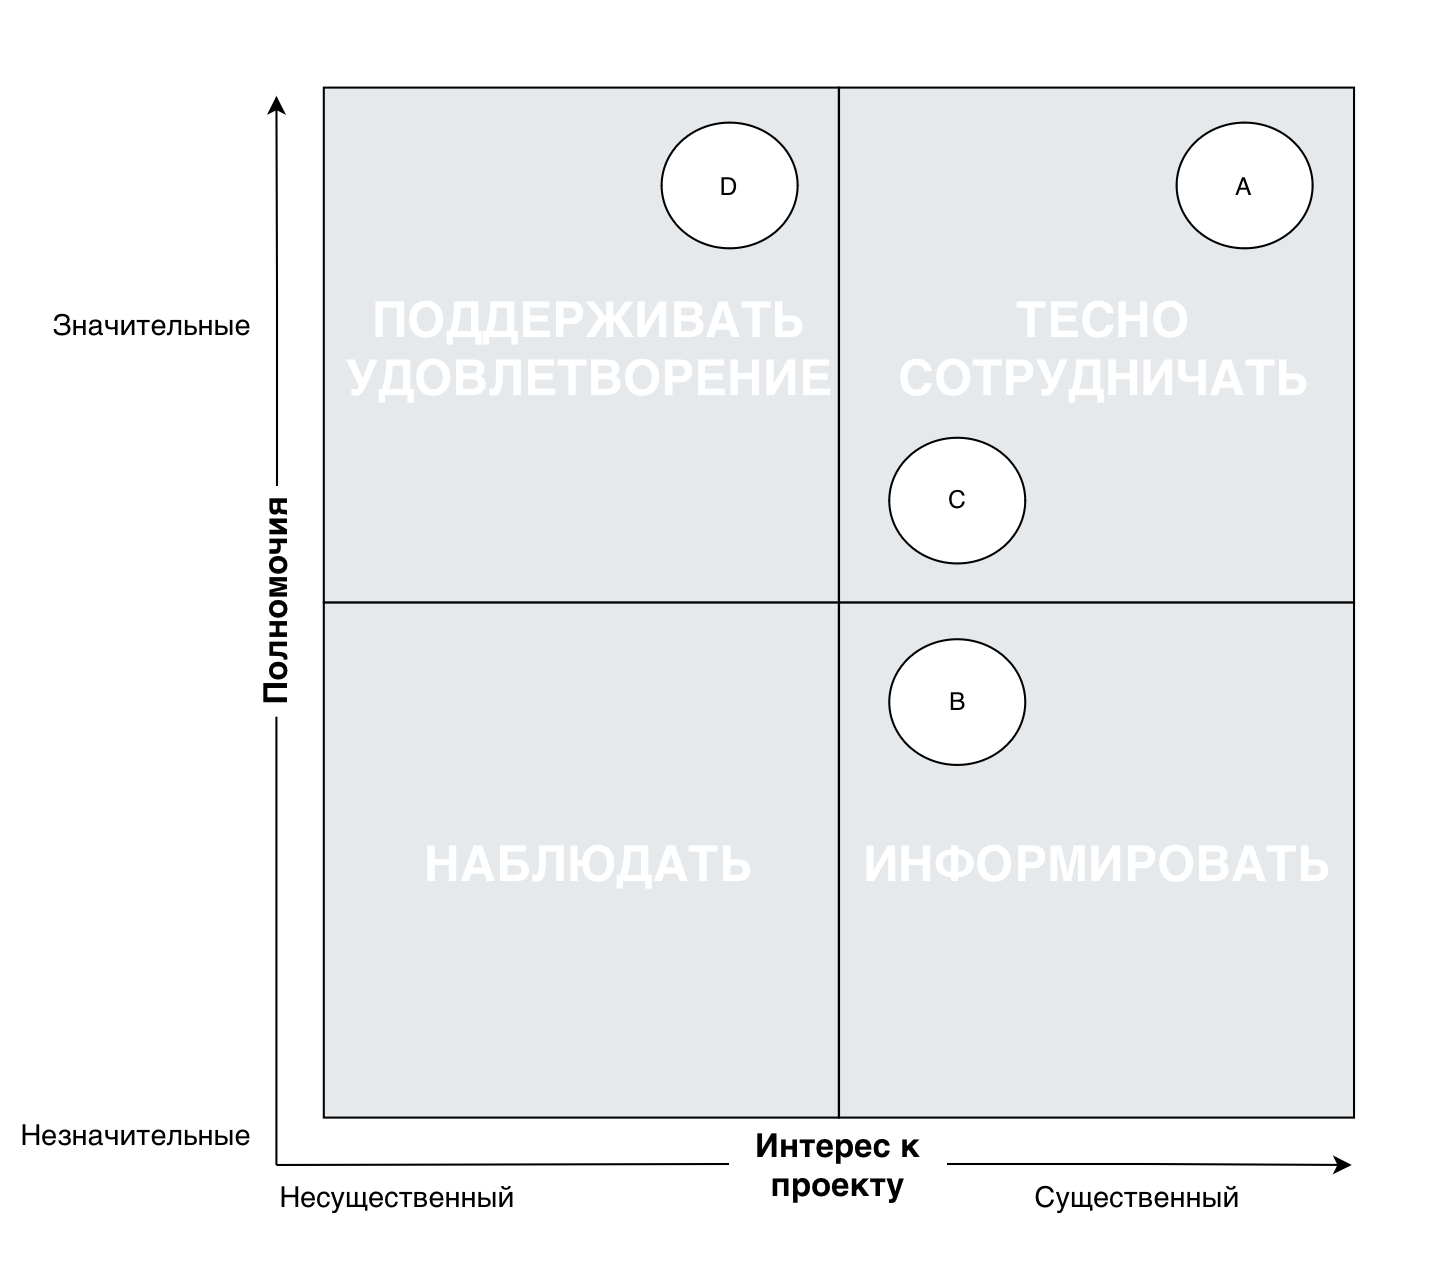 D
A
ПОДДЕРЖИВАТЬ
УДОВЛЕТВОРЕНИЕ
ТЕСНО
СОТРУДНИЧАТЬ
Значительные
C
Полномочия
B
НАБЛЮДАТЬ
ИНФОРМИРОВАТЬ
Незначительные
Интерес к
проекту
Несущественный
Существенный